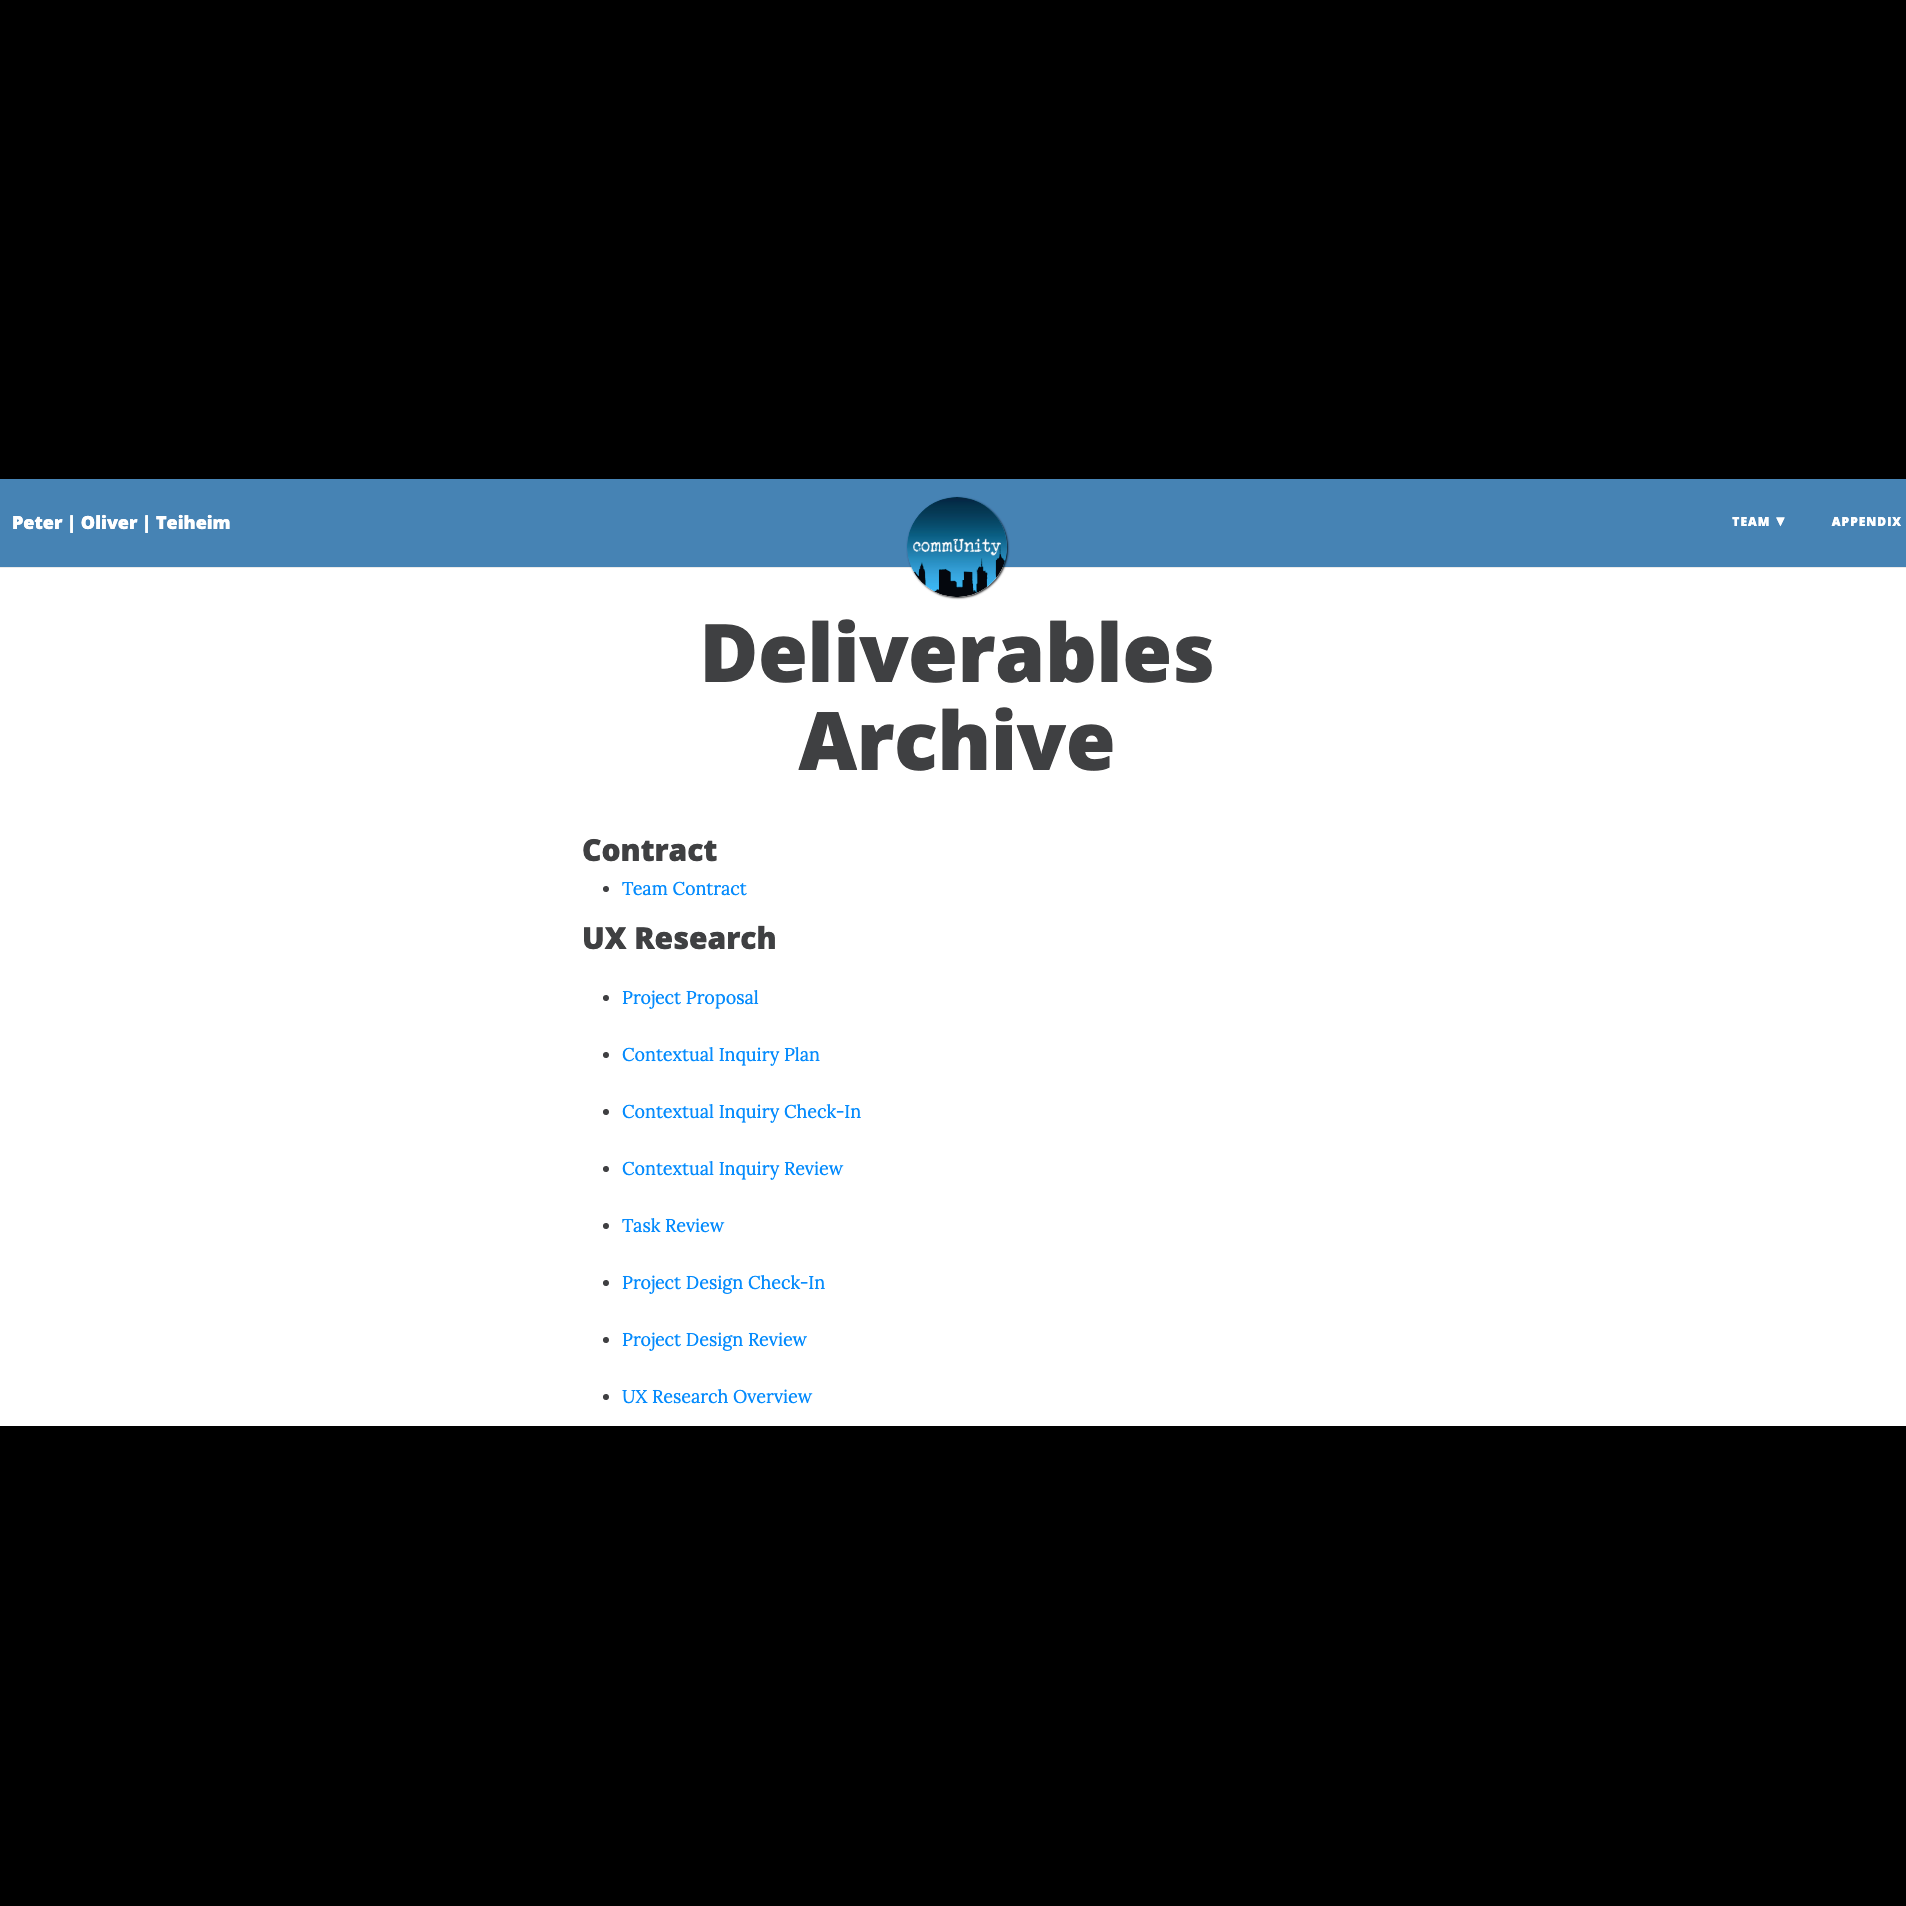 Peter | Oliver | Teiheim
TEAM ▼
APPENDIX
commUnity
Deliverables
Archive
Contract
• Team Contract
UX Research
• Project Proposal
• Contextual Inquiry Plan
• Contextual Inquiry Check-In
• Contextual Inquiry Review
• Task Review
• Project Design Check-In
• Project Design Review
• UX Research Overview